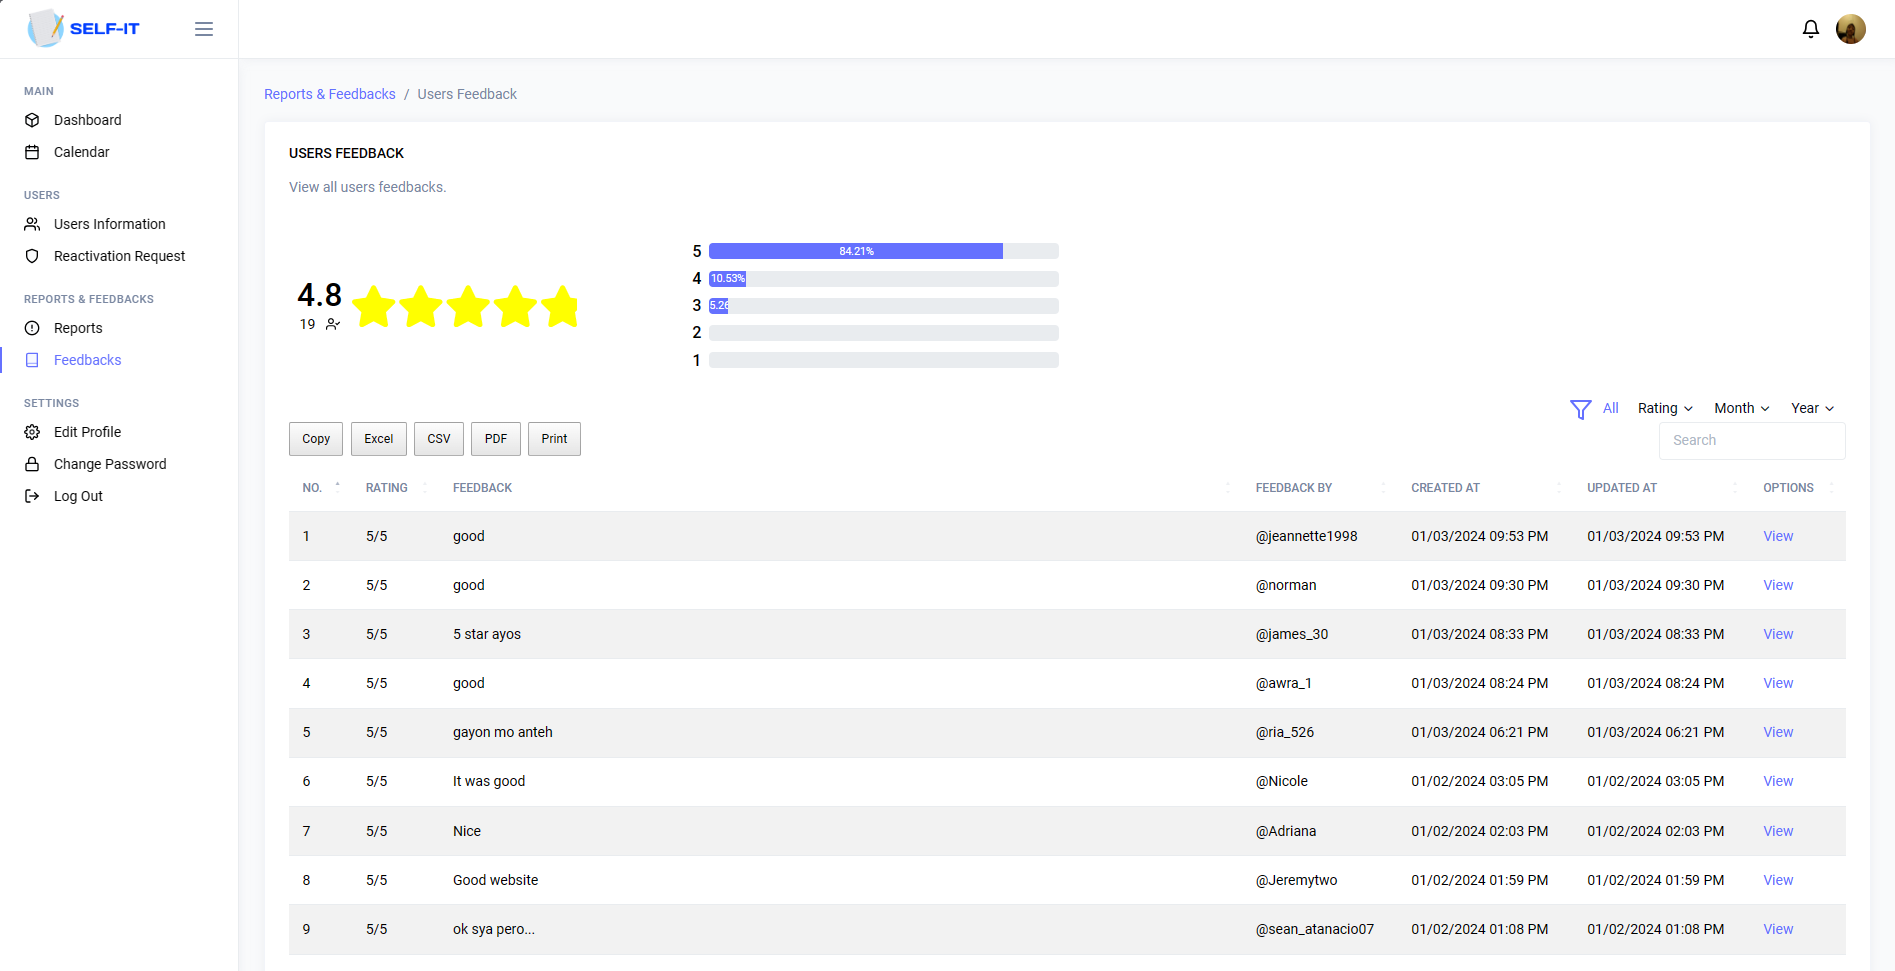 SELF-IT
MAIN
Dashboard
Calendar
USERS
Users Information
Reactivation Request
REPORTS & FEEDBACKS
Reports
Feedbacks
SETTINGS
Edit Profile
Change Password
Log Out
Reports & Feedbacks / Users Feedback
USERS FEEDBACK
View all users feedbacks.
4.8
19
5 84.21%
4 10.53%
3 5.26
2
1
All Rating Month Year
Copy Excel CSV PDF Print
Search
NO. RATING FEEDBACK FEEDBACK BY CREATED AT UPDATED AT OPTIONS
1 5/5 good @jeannette1998 01/03/2024 09:53 PM 01/03/2024 09:53 PM View
2 5/5 good @norman 01/03/2024 09:30 PM 01/03/2024 09:30 PM View
3 5/5 5 star ayos @james_30 01/03/2024 08:33 PM 01/03/2024 08:33 PM View
4 5/5 good @awra_1 01/03/2024 08:24 PM 01/03/2024 08:24 PM View
5 5/5 gayon mo anteh @ria_526 01/03/2024 06:21 PM 01/03/2024 06:21 PM View
6 5/5 It was good @Nicole 01/02/2024 03:05 PM 01/02/2024 03:05 PM View
7 5/5 Nice @Adriana 01/02/2024 02:03 PM 01/02/2024 02:03 PM View
8 5/5 Good website @Jeremytwo 01/02/2024 01:59 PM 01/02/2024 01:59 PM View
9 5/5 ok sya pero... @sean_atanacio07 01/02/2024 01:08 PM 01/02/2024 01:08 PM View